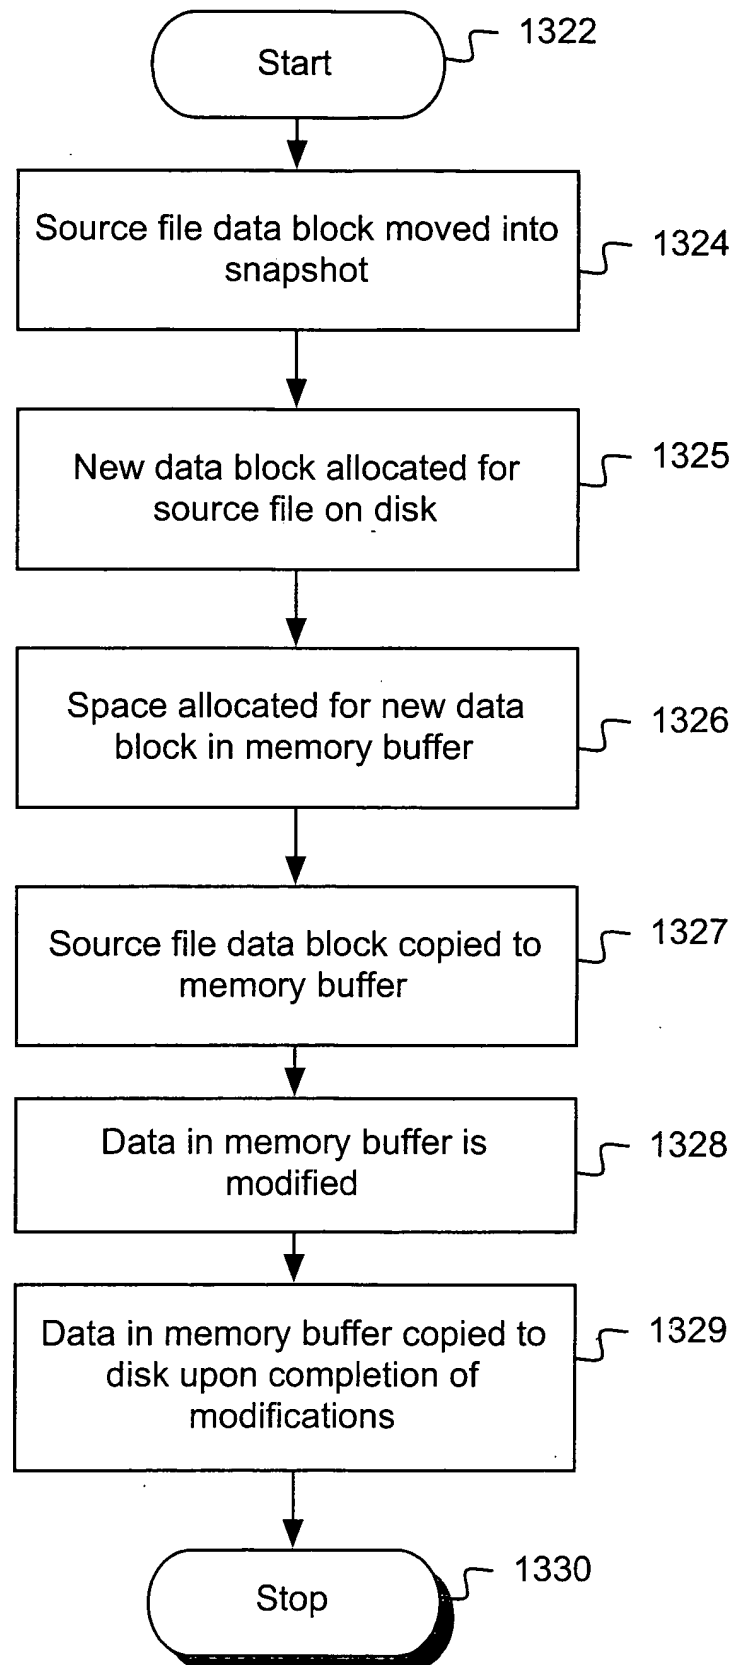 Start
1322
Source file data block moved into
snapshot
1324
New data block allocated for
source file on disk
1325
Space allocated for new data
block in memory buffer
1326
Source file data block copied to
memory buffer
1327
Data in memory buffer is
modified
1328
Data in memory buffer copied to
disk upon completion of
modifications
1329
Stop
1330